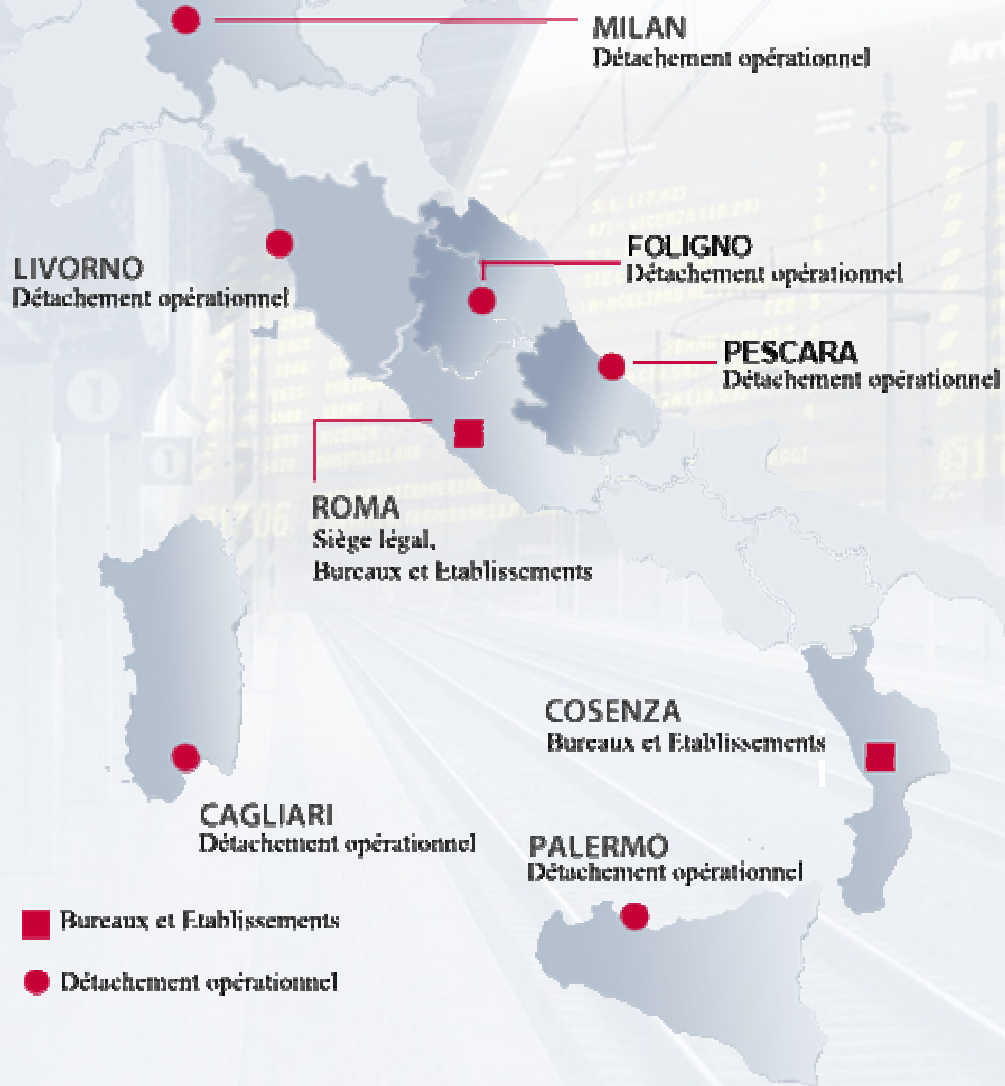 MILAN
Détachement opérationnel
FOLIGNO
Détachement opérationnel
LIVORNO
Détachement opérationnel
PESCARA
Détachement opérationnel
ROMA
Siège légal,
Bureaux et Etablissements
COSENZA
Bureaux et Etablissements
CAGLIARI
Détachement opérationnel
PALERMO
Détachement opérationnel
Bureaux et Etablissements
Détachement opérationnel